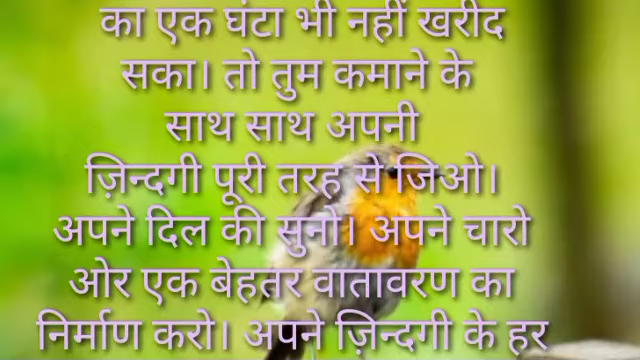 का एक घंटा भी नहीं खरीद
सका। तो तुम कमाने के
साथ साथ अपनी
ज़िन्दगी पूरी तरह से जिओ।
अपने दिल की सुनो। अपने चारो
ओर एक बेहतर वातावरण का
निर्माण करो। अपने ज़िन्दगी के हर